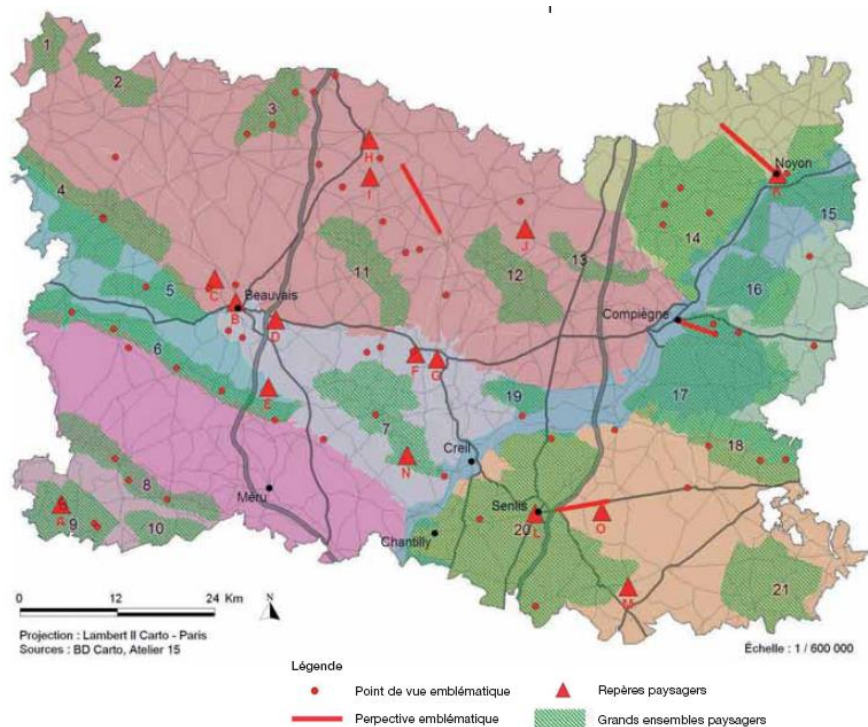 1
2
3
H
Noyon
K
4
I
15
J
14
11
12
13
C
5
16
Beauvais
B
Compiègne
D
6
F
G
E
17
19
7
18
Creil
N
8
Méru
Senlis
A
9
10
20
L
O
Chantilly
21
M
0 12 24 Km
N
Projection : Lambert II Carto - Paris
Sources : BD Carto, Atelier 15
Échelle : 1 / 600 000
Légende
Point de vue emblématique
Repères paysagers
Perpective emblématique
Grands ensembles paysagers